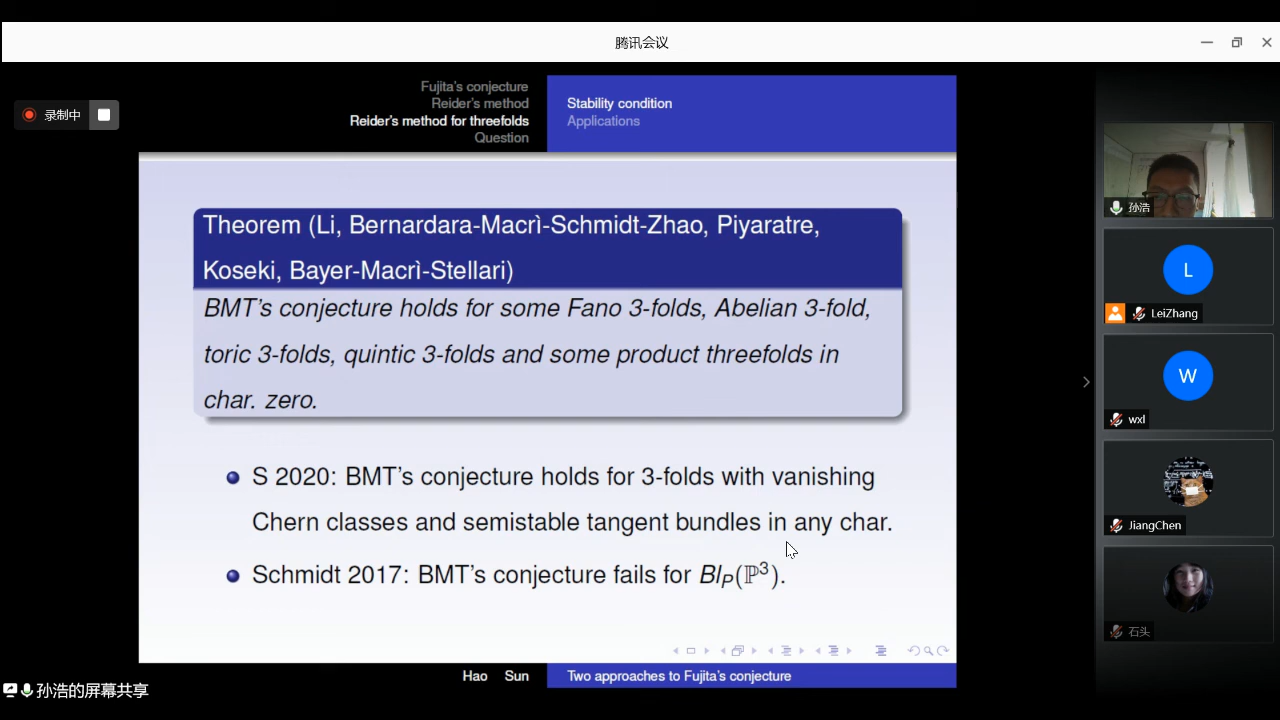 腾讯会议
录制中
Fujita's conjecture
Reider's method
Reider's method for threefolds
Question
Stability condition
Applications
Theorem (Li, Bernardara-Macrì-Schmidt-Zhao, Piyaratre,
Koseki, Bayer-Macrì-Stellari)
BMT's conjecture holds for some Fano 3-folds, Abelian 3-fold,
toric 3-folds, quintic 3-folds and some product threefolds in
char. zero.
S 2020: BMT's conjecture holds for 3-folds with vanishing
Chern classes and semistable tangent bundles in any char.
Schmidt 2017: BMT's conjecture fails for Bl_P(ℙ³).
Hao Sun
Two approaches to Fujita's conjecture
孙浩的屏幕共享
孙浩
L
LeiZhang
W
wxl
JiangChen
石头